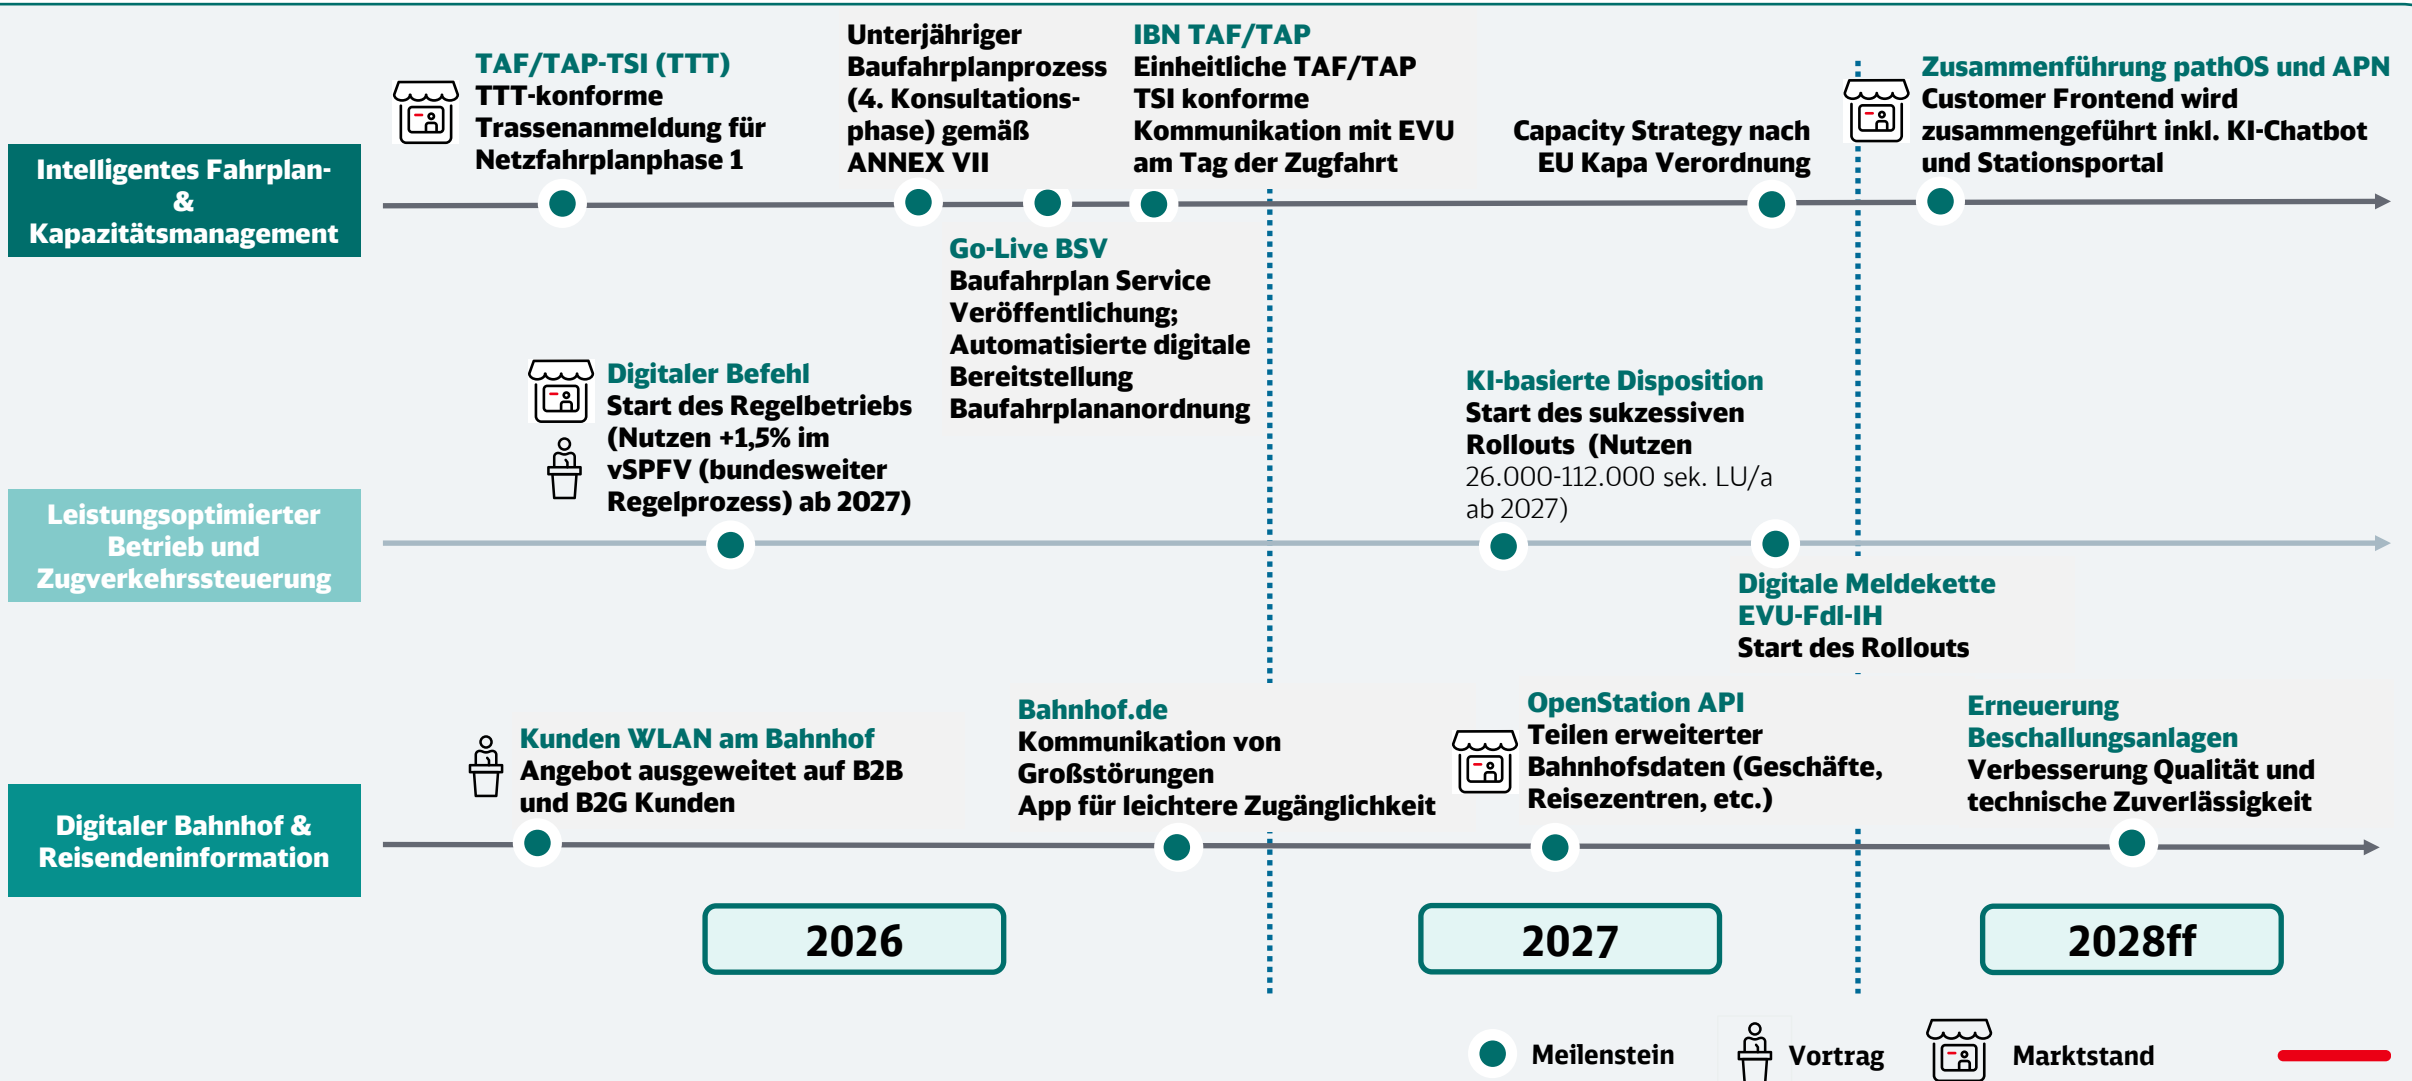 Intelligentes Fahrplan-
&
Kapazitätsmanagement
TAF/TAP-TSI (TTT)
TTT-konforme
Trassenanmeldung für
Netzfahrplanphase 1
Unterjähriger
Baufahrplanprozess
(4. Konsultations-
phase) gemäß
ANNEX VII
IBN TAF/TAP
Einheitliche TAF/TAP
TSI konforme
Kommunikation mit EVU
am Tag der Zugfahrt
Capacity Strategy nach
EU Kapa Verordnung
Zusammenführung pathOS und APN
Customer Frontend wird
zusammengeführt inkl. KI-Chatbot
und Stationsportal
Go-Live BSV
Baufahrplan Service
Veröffentlichung;
Automatisierte digitale
Bereitstellung
Baufahrplananordnung
Leistungsoptimierter
Betrieb und
Zugverkehrssteuerung
Digitaler Befehl
Start des Regelbetriebs
(Nutzen +1,5% im
vSPFV (bundesweiter
Regelprozess) ab 2027)
KI-basierte Disposition
Start des sukzessiven
Rollouts (Nutzen
26.000-112.000 sek. LU/a
ab 2027)
Digitale Meldekette
EVU-Fdl-IH
Start des Rollouts
Digitaler Bahnhof &
Reisendeninformation
Kunden WLAN am Bahnhof
Angebot ausgeweitet auf B2B
und B2G Kunden
Bahnhof.de
Kommunikation von
Großstörungen
App für leichtere Zugänglichkeit
OpenStation API
Teilen erweiterter
Bahnhofsdaten (Geschäfte,
Reisezentren, etc.)
Erneuerung
Beschallungsanlagen
Verbesserung Qualität und
technische Zuverlässigkeit
2026
2027
2028ff
Meilenstein
Vortrag
Marktstand